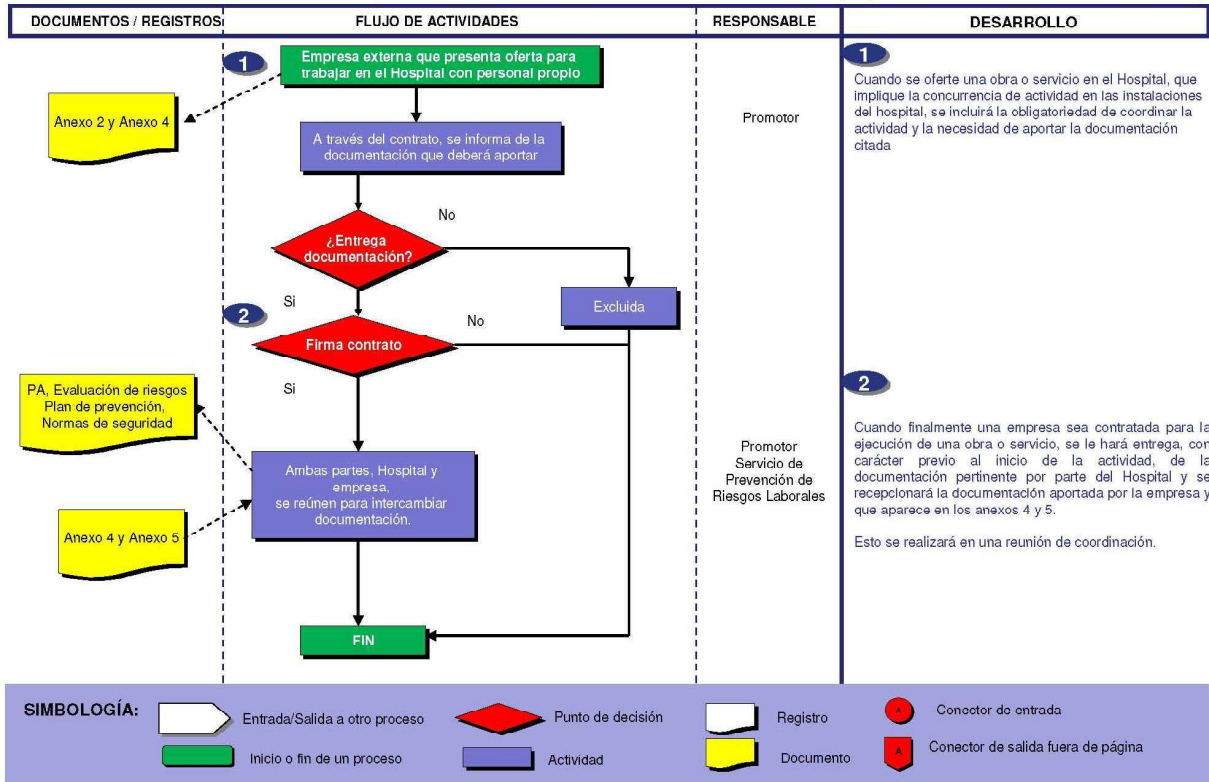 DOCUMENTOS / REGISTROS
FLUJO DE ACTIVIDADES
RESPONSABLE
DESARROLLO
1
Empresa externa que presenta oferta para
trabajar en el Hospital con personal propio
Anexo 2 y Anexo 4
A través del contrato, se informa de la
documentación que deberá aportar
Promotor
1
Cuando se oferte una obra o servicio en el Hospital, que
implique la concurrencia de actividad en las instalaciones
del hospital, se incluirá la obligatoriedad de coordinar la
actividad y la necesidad de aportar la documentación
citada
¿Entrega
documentación?
No
Si
Excluida
2
Firma contrato
No
Si
PA, Evaluación de riesgos
Plan de prevención,
Normas de seguridad
Ambas partes, Hospital y
empresa,
se reúnen para intercambiar
documentación.
Anexo 4 y Anexo 5
Promotor
Servicio de
Prevención de
Riesgos Laborales
2
Cuando finalmente una empresa sea contratada para la
ejecución de una obra o servicio, se le hará entrega, con
carácter previo al inicio de la actividad, de la
documentación pertinente por parte del Hospital y se
recepcionará la documentación aportada por la empresa y
que aparece en los anexos 4 y 5.
Esto se realizará en una reunión de coordinación.
FIN
SIMBOLOGÍA:
Entrada/Salida a otro proceso
Punto de decisión
Registro
A
Conector de entrada
Inicio o fin de un proceso
Actividad
Documento
A
Conector de salida fuera de página